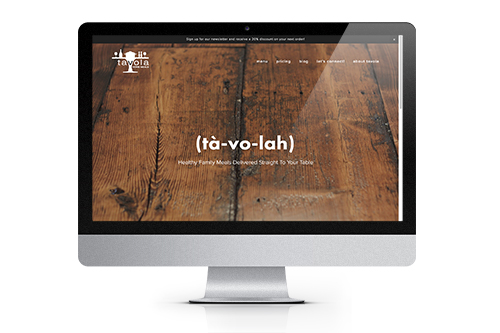 Sign up for our newsletter and receive a 30% discount on your next order!
tavola
menu pricing blog let's connect about tavola
(tà-vo-lah)
Healthy Family Meals Delivered Straight To Your Table